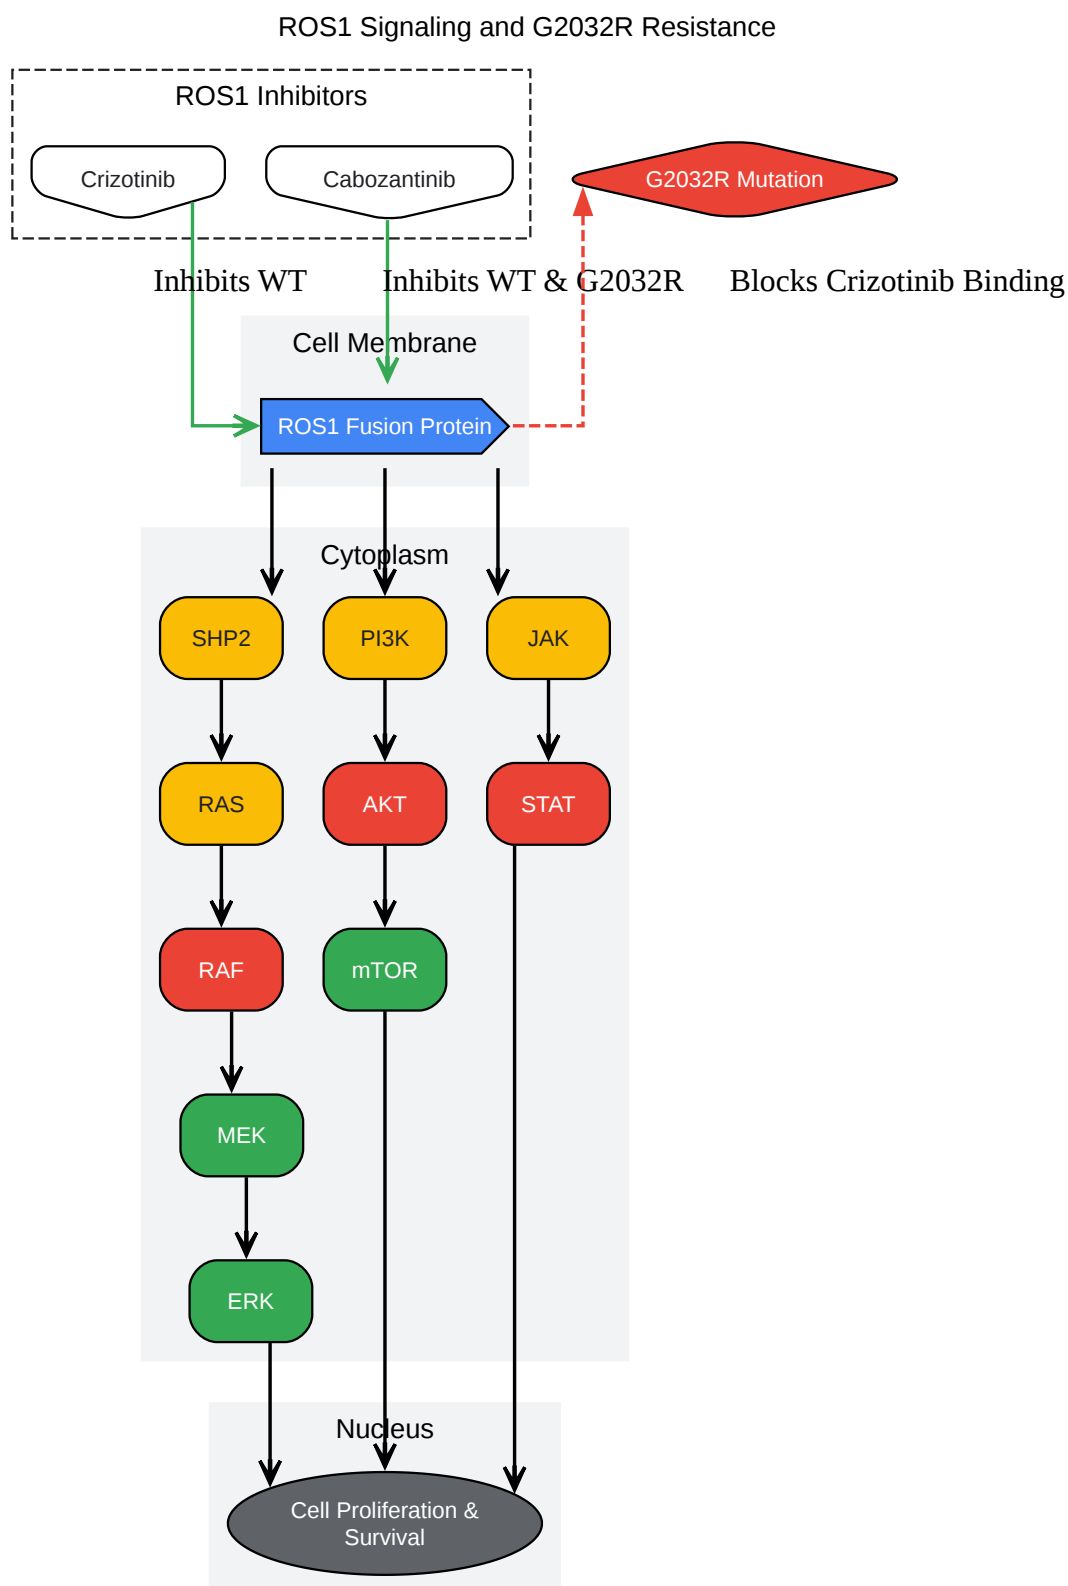 ROS1 Signaling and G2032R Resistance
ROS1 Inhibitors
Crizotinib
Cabozantinib
G2032R Mutation
Inhibits WT
Inhibits WT & G2032R
Blocks Crizotinib Binding
Cell Membrane
ROS1 Fusion Protein
Cytoplasm
SHP2
PI3K
JAK
RAS
AKT
STAT
RAF
mTOR
MEK
ERK
Nucleus
Cell Proliferation &
Survival